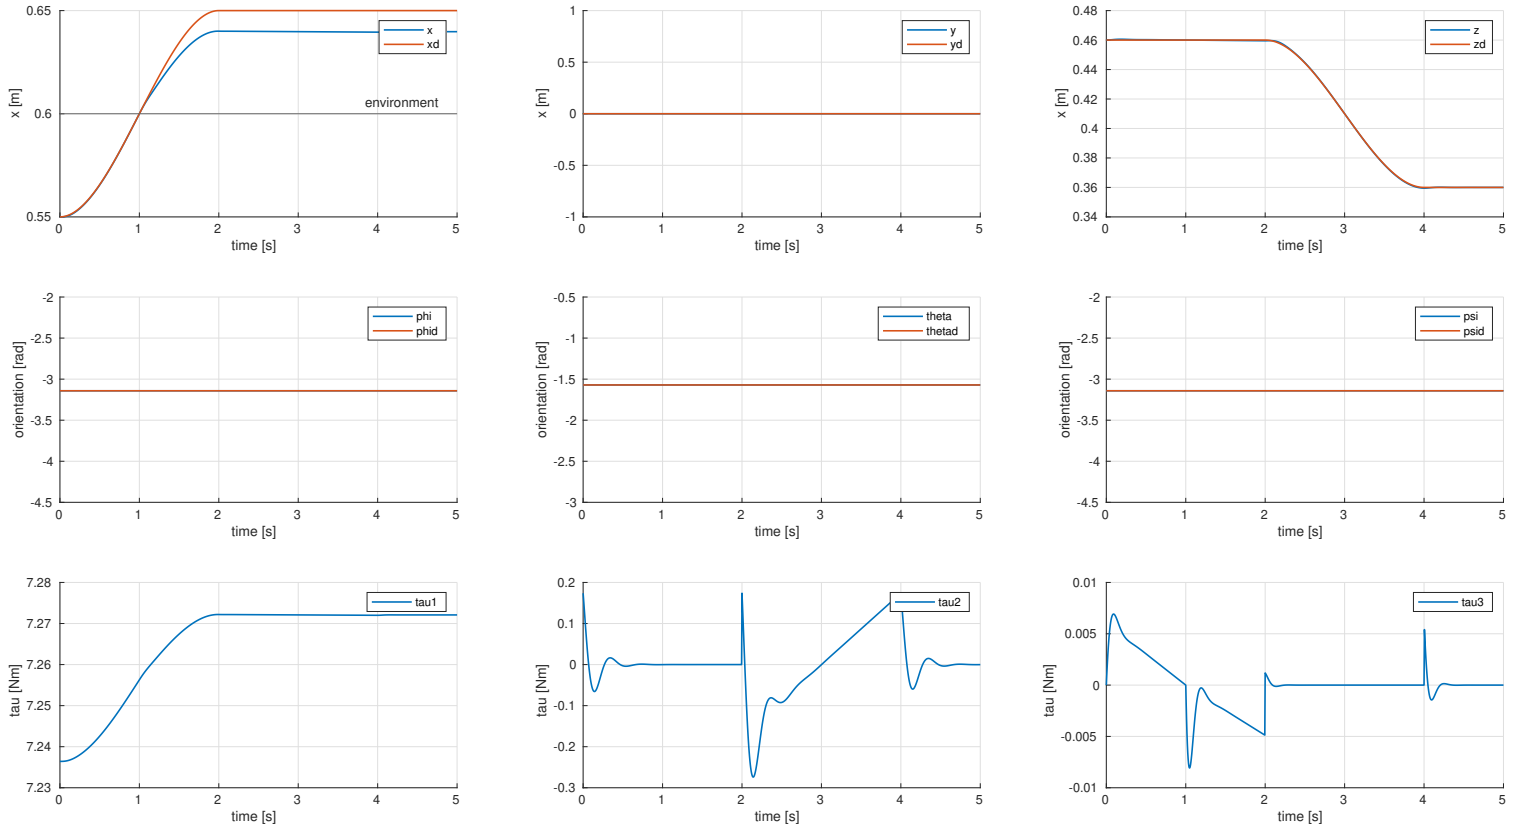 0.65
0.6
0.55
x [m]
x
xd
environment
0 1 2 3 4 5
time [s]
1
0.5
0
-0.5
-1
x [m]
y
yd
0 1 2 3 4 5
time [s]
0.48
0.46
0.44
0.42
0.4
0.38
0.36
0.34
x [m]
z
zd
0 1 2 3 4 5
time [s]
-2
-2.5
-3
-3.5
-4
-4.5
orientation [rad]
phi
phid
0 1 2 3 4 5
time [s]
-0.5
-1
-1.5
-2
-2.5
-3
orientation [rad]
theta
thetad
0 1 2 3 4 5
time [s]
-2
-2.5
-3
-3.5
-4
-4.5
orientation [rad]
psi
psid
0 1 2 3 4 5
time [s]
7.28
7.27
7.26
7.25
7.24
7.23
tau [Nm]
tau1
0 1 2 3 4 5
time [s]
0.2
0.1
0
-0.1
-0.2
-0.3
tau [Nm]
tau2
0 1 2 3 4 5
time [s]
0.01
0.005
0
-0.005
-0.01
tau [Nm]
tau3
0 1 2 3 4 5
time [s]